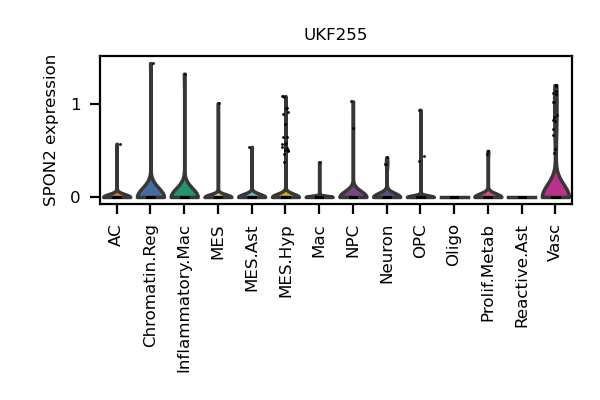 UKF255
SPON2 expression
1
0
AC
Chromatin.Reg
Inflammatory.Mac
MES
MES.Ast
MES.Hyp
Mac
NPC
Neuron
OPC
Oligo
Prolif.Metab
Reactive.Ast
Vasc